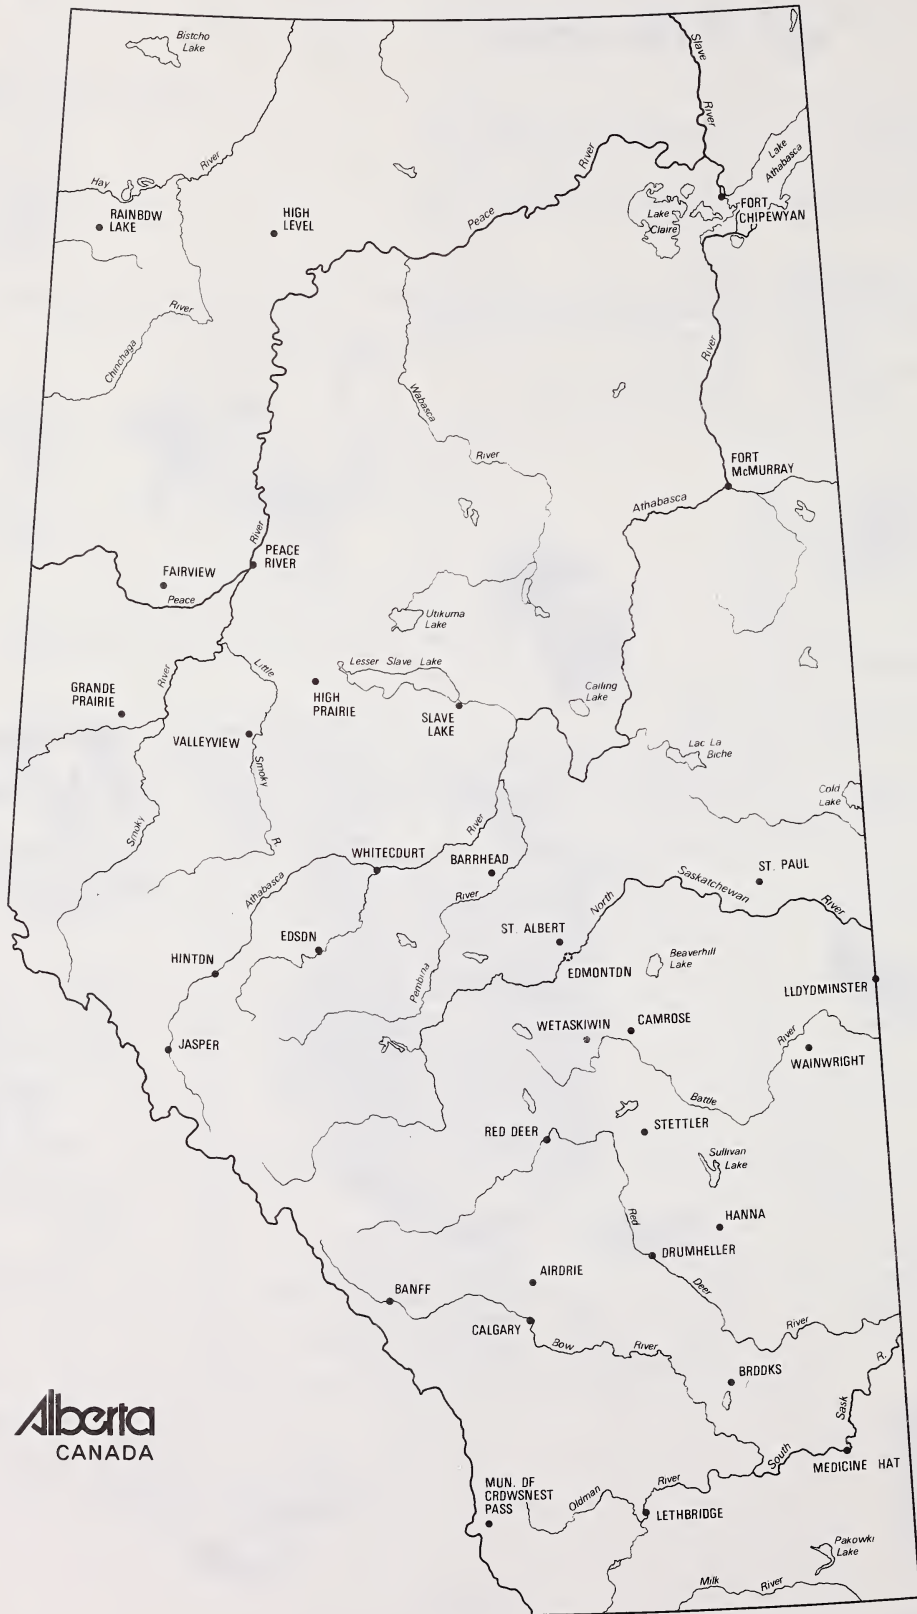 Bistcho
Lake
Slave
River
Hay
River
Lake
Athabasca
RAINBOW
LAKE
HIGH
LEVEL
Peace
River
Lake
Claire
FORT
CHIPEWYAN
Chinchaga
River
River
Wabasca
River
FORT
McMURRAY
Athabasca
River
PEACE
RIVER
FAIRVIEW
Peace
Utikuma
Lake
Lesser Slave Lake
River
Little
GRANDE
PRAIRIE
HIGH
PRAIRIE
SLAVE
LAKE
Calling
Lake
VALLEYVIEW
Smoky
R.
Lac La
Biche
Cold
Lake
Smoky
River
WHITECOURT
BARRHEAD
ST. PAUL
Athabasca
River
North
Saskatchewan
River
EDSON
ST. ALBERT
HINTON
EDMONTON
Beaverhill
Lake
Pembina
LLOYDMINSTER
JASPER
WETASKIWIN
CAMROSE
River
WAINWRIGHT
Battle
RED DEER
STETTLER
Sullivan
Lake
Red
HANNA
DRUMHELLER
AIRDRIE
Deer
BANFF
CALGARY
River
Bow
River
R.
BROOKS
Alberta
CANADA
Sask
South
MEDICINE HAT
MUN. OF
CROWSNEST
PASS
Oldman
River
LETHBRIDGE
Pakowki
Lake
Milk
River